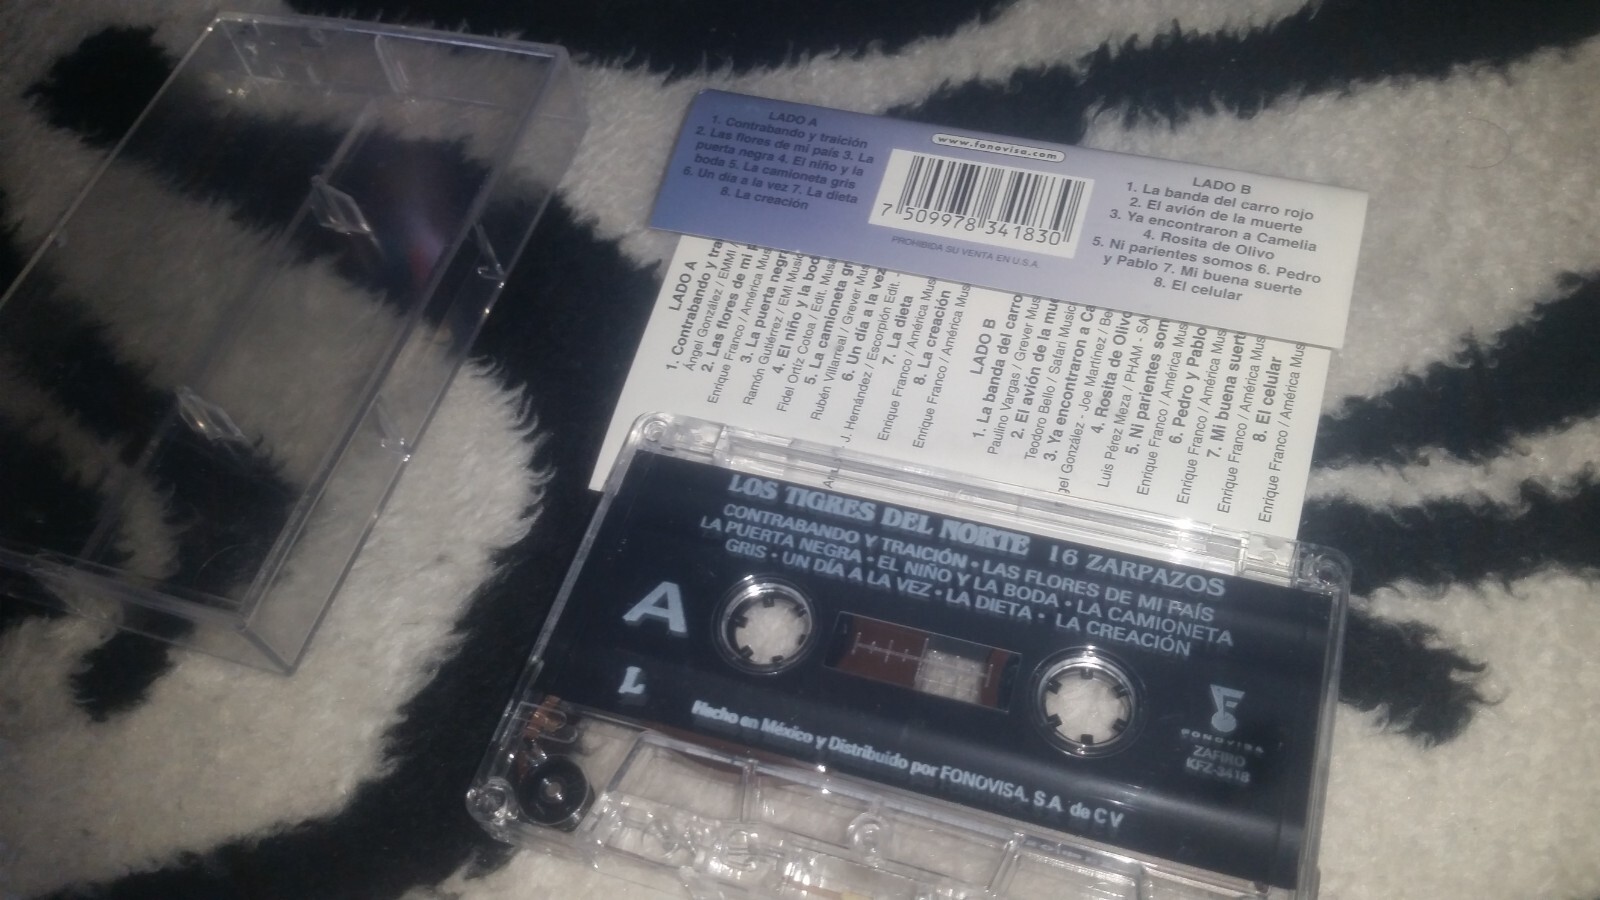 LADO A
1. Contrabando y traición
2. Las flores de mi país 3. La
puerta negra 4. El niño y la
boda 5. La camioneta gris
6. Un día a la vez 7. La dieta
8. La creación
www.fonovisa.com
7 509978 341830
PROHIBIDA SU VENTA EN U.S.A.
LADO B
1. La banda del carro rojo
2. El avión de la muerte
3. Ya encontraron a Camelia
4. Rosita de Olivo
5. Ni parientes somos 6. Pedro
y Pablo 7. Mi buena suerte
8. El celular
LADO A
1. Contrabando y tra
Ángel González / EMMI /
2. Las flores de mi p
Enrique Franco / América Mus
3. La puerta negr
Ramón Gutiérrez / EMI Music
4. El niño y la bod
Fidel Ortíz Cotoa / Edit. Musa
5. La camioneta gr
Rubén Villarreal / Grever Mus
6. Un día a la vez
J. Hernández / Escorpión Edit. -
7. La dieta
Enrique Franco / América Mus
8. La creación
Enrique Franco / América Mus
LADO B
1. La banda del carro
Paulino Vargas / Grever Mus
2. El avión de la mue
Teodoro Bello / Safari Music
3. Ya encontraron a Ca
gel González - Joe Martínez / Be
4. Rosita de Olivo
Luis Pérez Meza / PHAM - SA
5. Ni parientes som
Enrique Franco / América Mus
6. Pedro y Pablo
Enrique Franco / América Mus
7. Mi buena suert
Enrique Franco / América Mus
8. El celular
Enrique Franco / América Mus
LOS TIGRES DEL NORTE 16 ZARPAZOS
CONTRABANDO Y TRAICIÓN • LAS FLORES DE MI PAÍS
LA PUERTA NEGRA • EL NIÑO Y LA BODA • LA CAMIONETA
GRIS • UN DÍA A LA VEZ • LA DIETA • LA CREACIÓN
A
L
FONOVISA
ZAFIRO
KFZ-3418
Hecho en México y Distribuido por FONOVISA, S A de C V